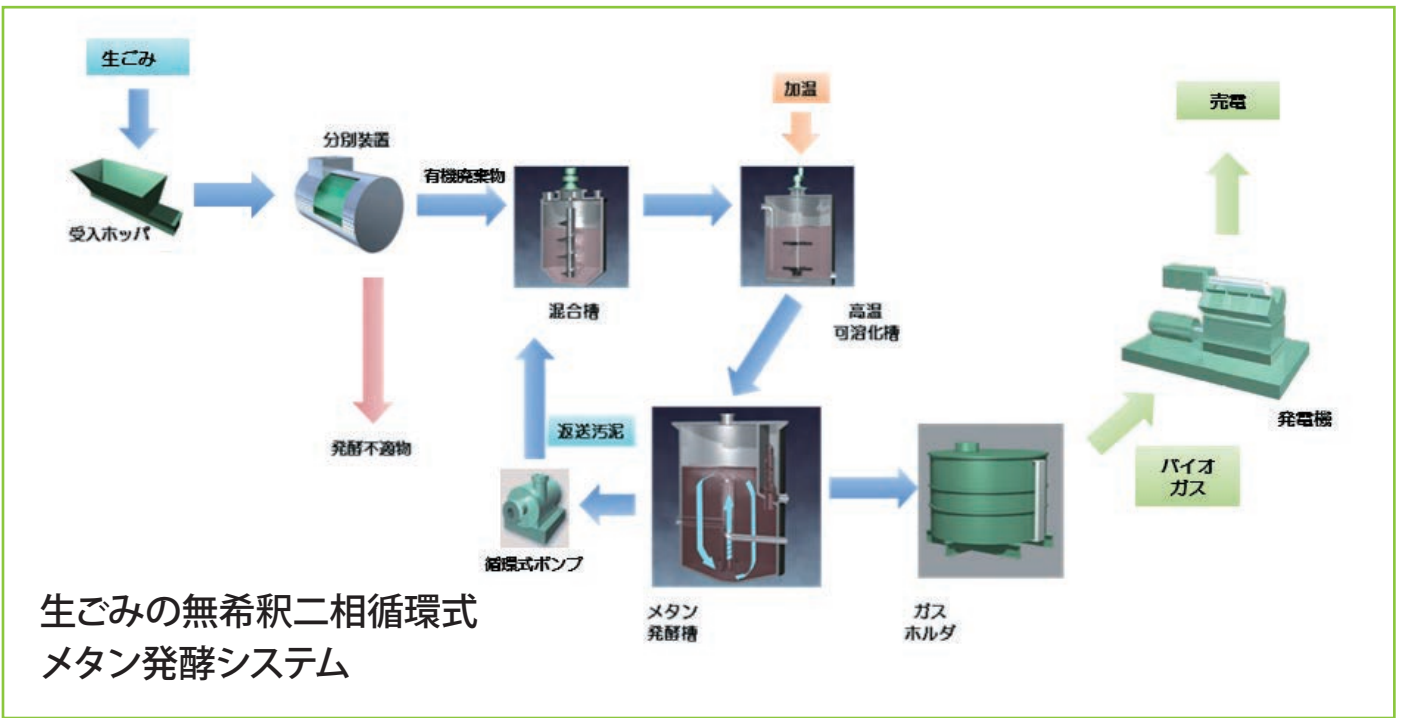 生ごみ
受入ホッパ
分別装置
有機廃棄物
発酵不適物
混合槽
加温
高温
可溶化槽
返送汚泥
循環式ポンプ
メタン
発酵槽
ガス
ホルダ
バイオ
ガス
発電機
売電
生ごみの無希釈二相循環式
メタン発酵システム